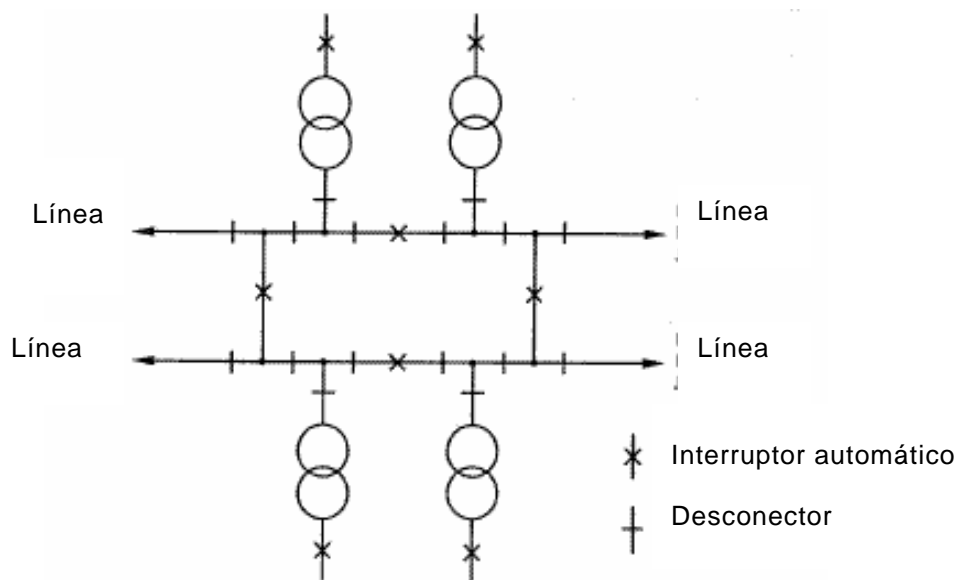 Línea
Línea
Línea
Línea
Interruptor automático
Desconector